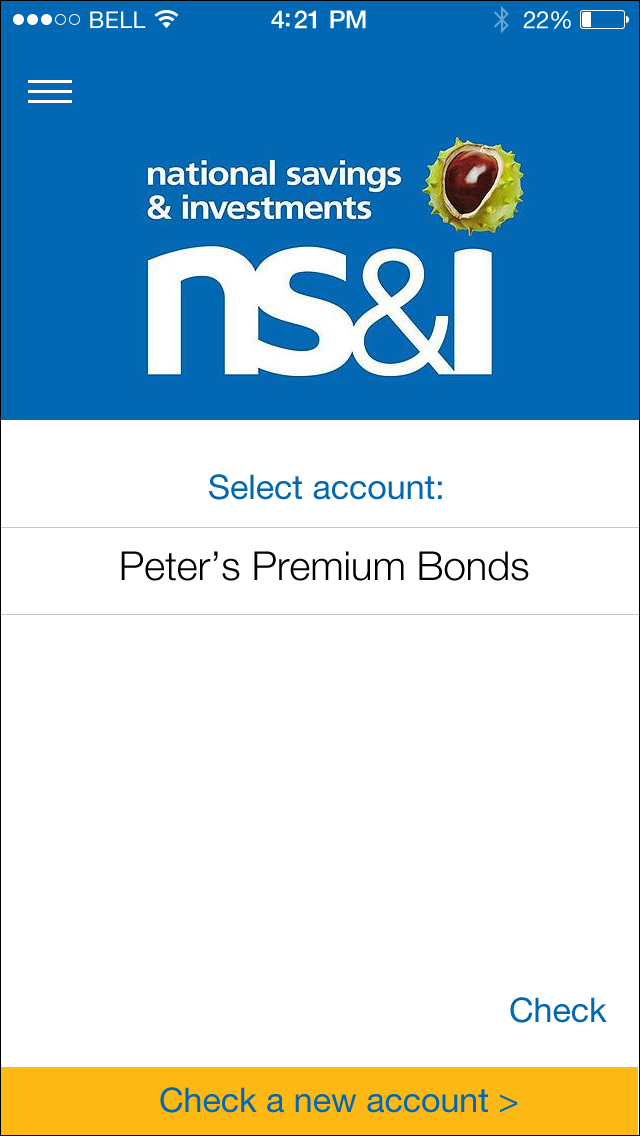 BELL 4:21 PM 22%
national savings
& investments
ns&i
Select account:
Peter’s Premium Bonds
Check
Check a new account >